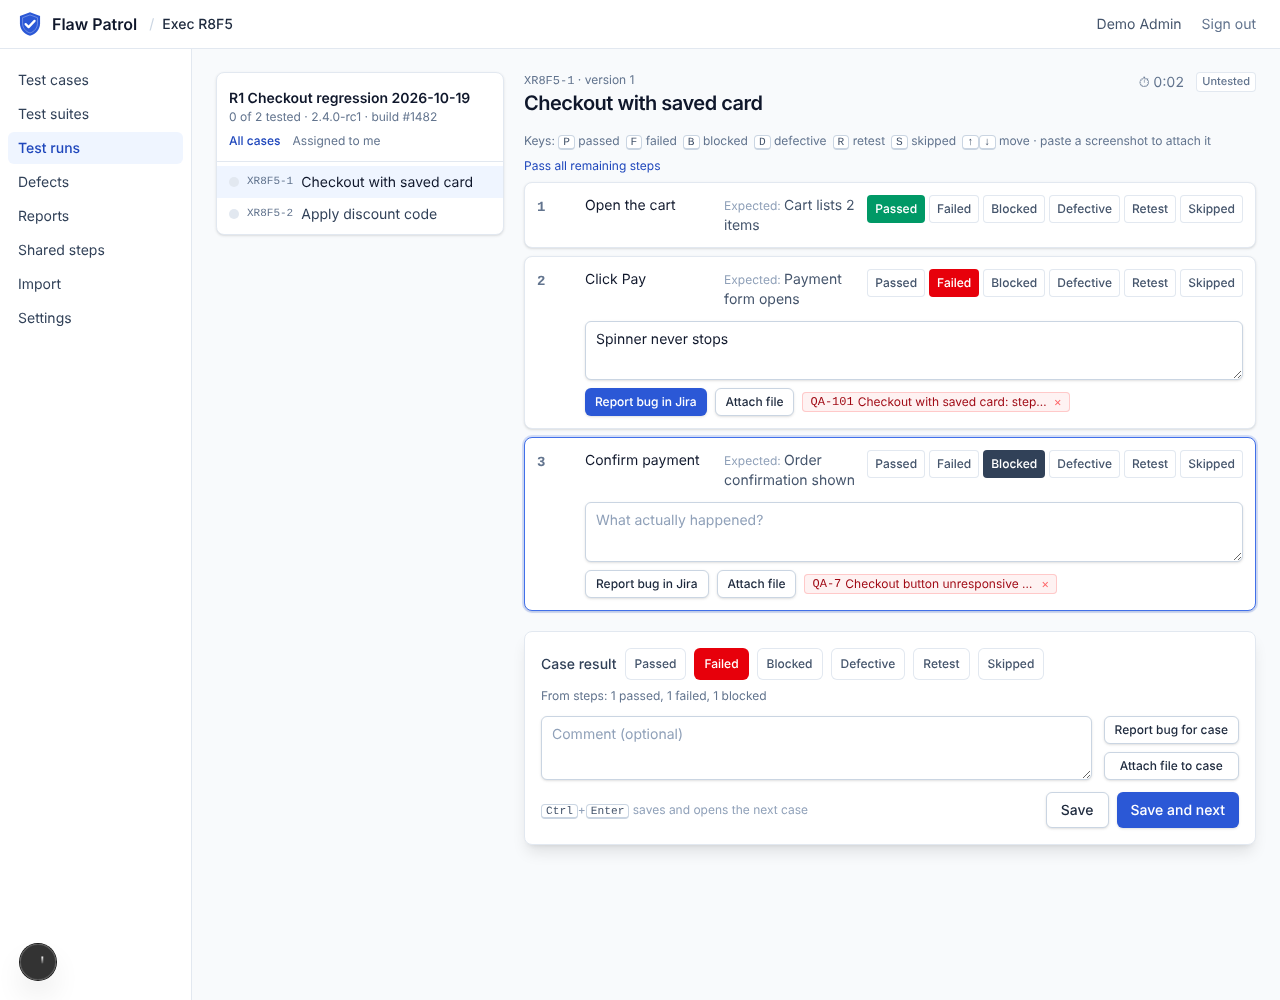 Flaw Patrol / Exec R8F5
Demo Admin Sign out
Test cases
Test suites
Test runs
Defects
Reports
Shared steps
Import
Settings
R1 Checkout regression 2026-10-19
0 of 2 tested · 2.4.0-rc1 · build #1482
All cases Assigned to me
XR8F5-1 Checkout with saved card
XR8F5-2 Apply discount code
XR8F5-1 · version 1
0:02 Untested
Checkout with saved card
Keys: P passed F failed B blocked D defective R retest S skipped ↑ ↓ move · paste a screenshot to attach it
Pass all remaining steps
1 Open the cart Expected: Cart lists 2 items Passed Failed Blocked Defective Retest Skipped
2 Click Pay Expected: Payment form opens Passed Failed Blocked Defective Retest Skipped
Spinner never stops
Report bug in Jira Attach file QA-101 Checkout with saved card: step... ×
3 Confirm payment Expected: Order confirmation shown Passed Failed Blocked Defective Retest Skipped
What actually happened?
Report bug in Jira Attach file QA-7 Checkout button unresponsive ... ×
Case result Passed Failed Blocked Defective Retest Skipped
From steps: 1 passed, 1 failed, 1 blocked
Comment (optional)
Report bug for case
Attach file to case
Ctrl+Enter saves and opens the next case
Save Save and next